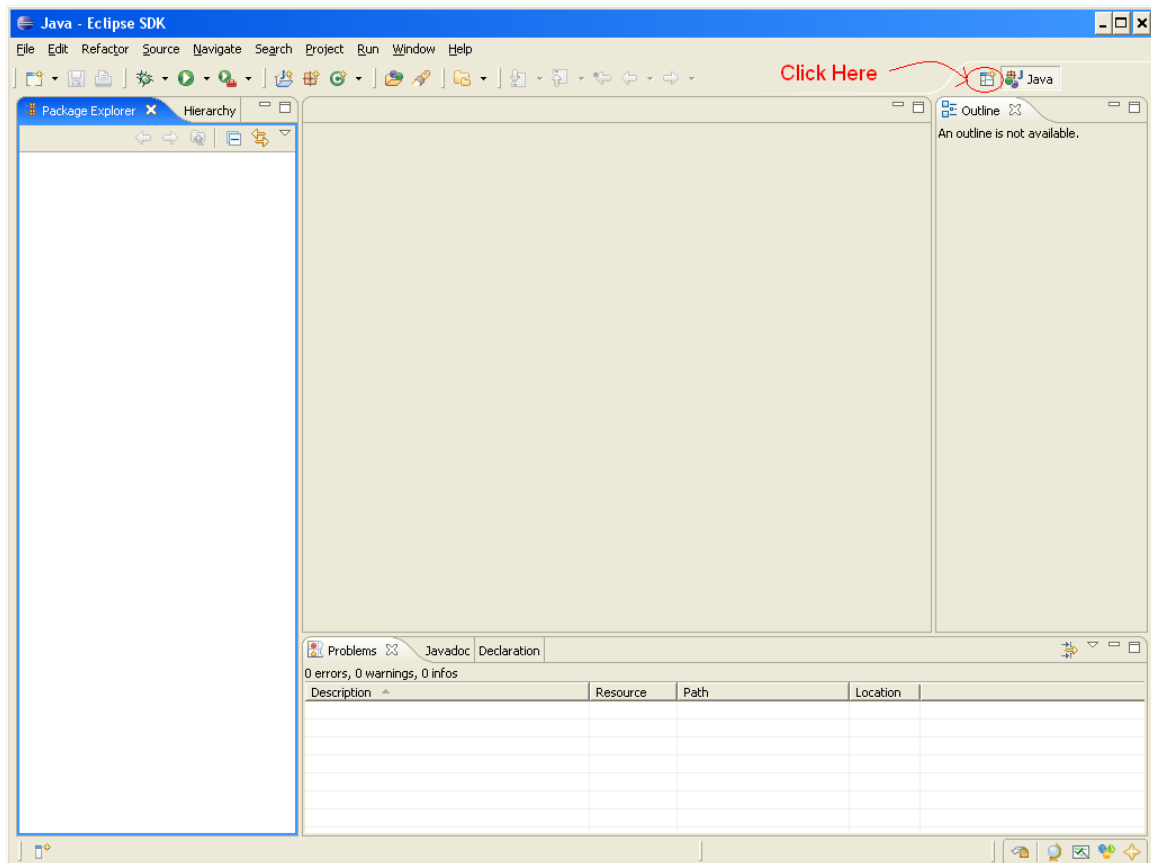 Java - Eclipse SDK
File Edit Refactor Source Navigate Search Project Run Window Help
Click Here
Java
Package Explorer Hierarchy
Outline
An outline is not available.
Problems Javadoc Declaration
0 errors, 0 warnings, 0 infos
Description Resource Path Location